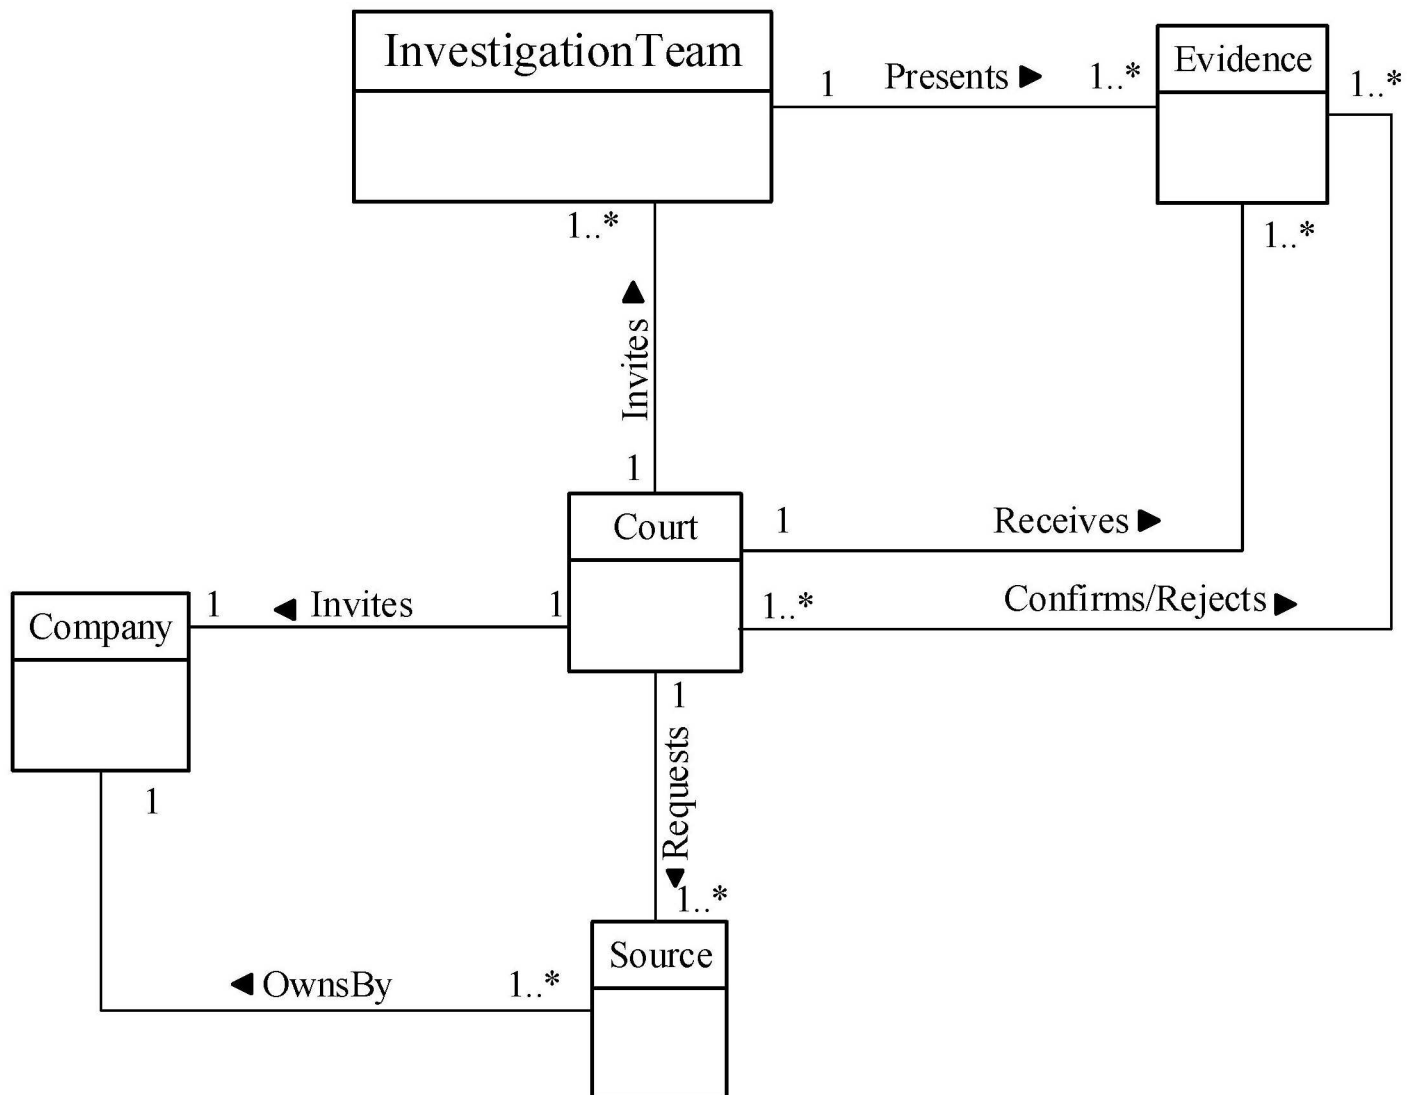 InvestigationTeam
1
Presents ►
1..*
Evidence
1..*
1..*
1..*
Invites ►
1
Court
1
Receives ►
1..*
Confirms/Rejects ►
Company
1
◄ Invites
1
1
1
◄ Requests
1..*
Source
◄ OwnsBy
1..*